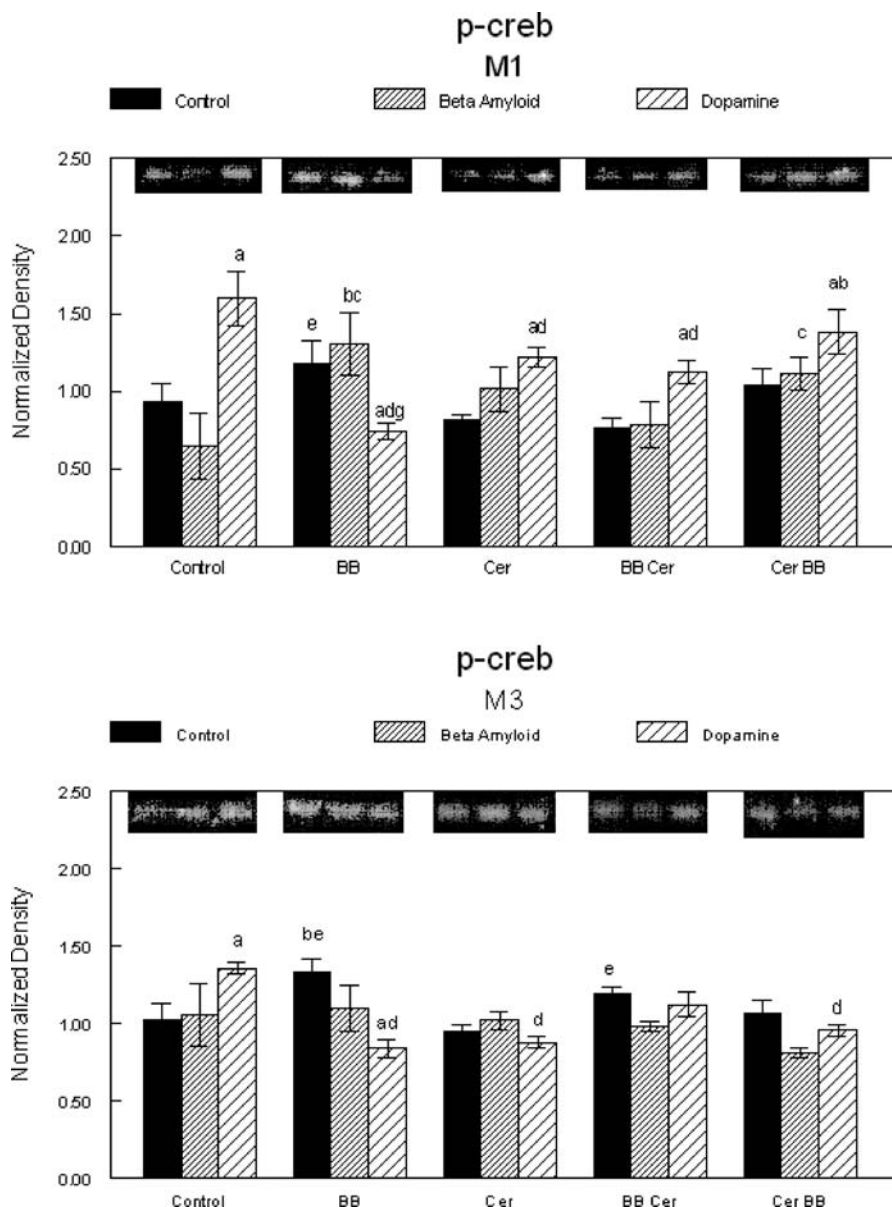 p-creb
M1
Control Beta Amyloid Dopamine
2.50
2.00
a
bc ab
1.50 e ad
ad c
1.00
adg
0.50
0.00
Normalized Density
Control BB Cer BB Cer Cer BB
p-creb
M3
Control Beta Amyloid Dopamine
2.50
2.00
1.50 a be e
1.00 ad d d
0.50
0.00
Normalized Density
Control BB Cer BB Cer Cer BB